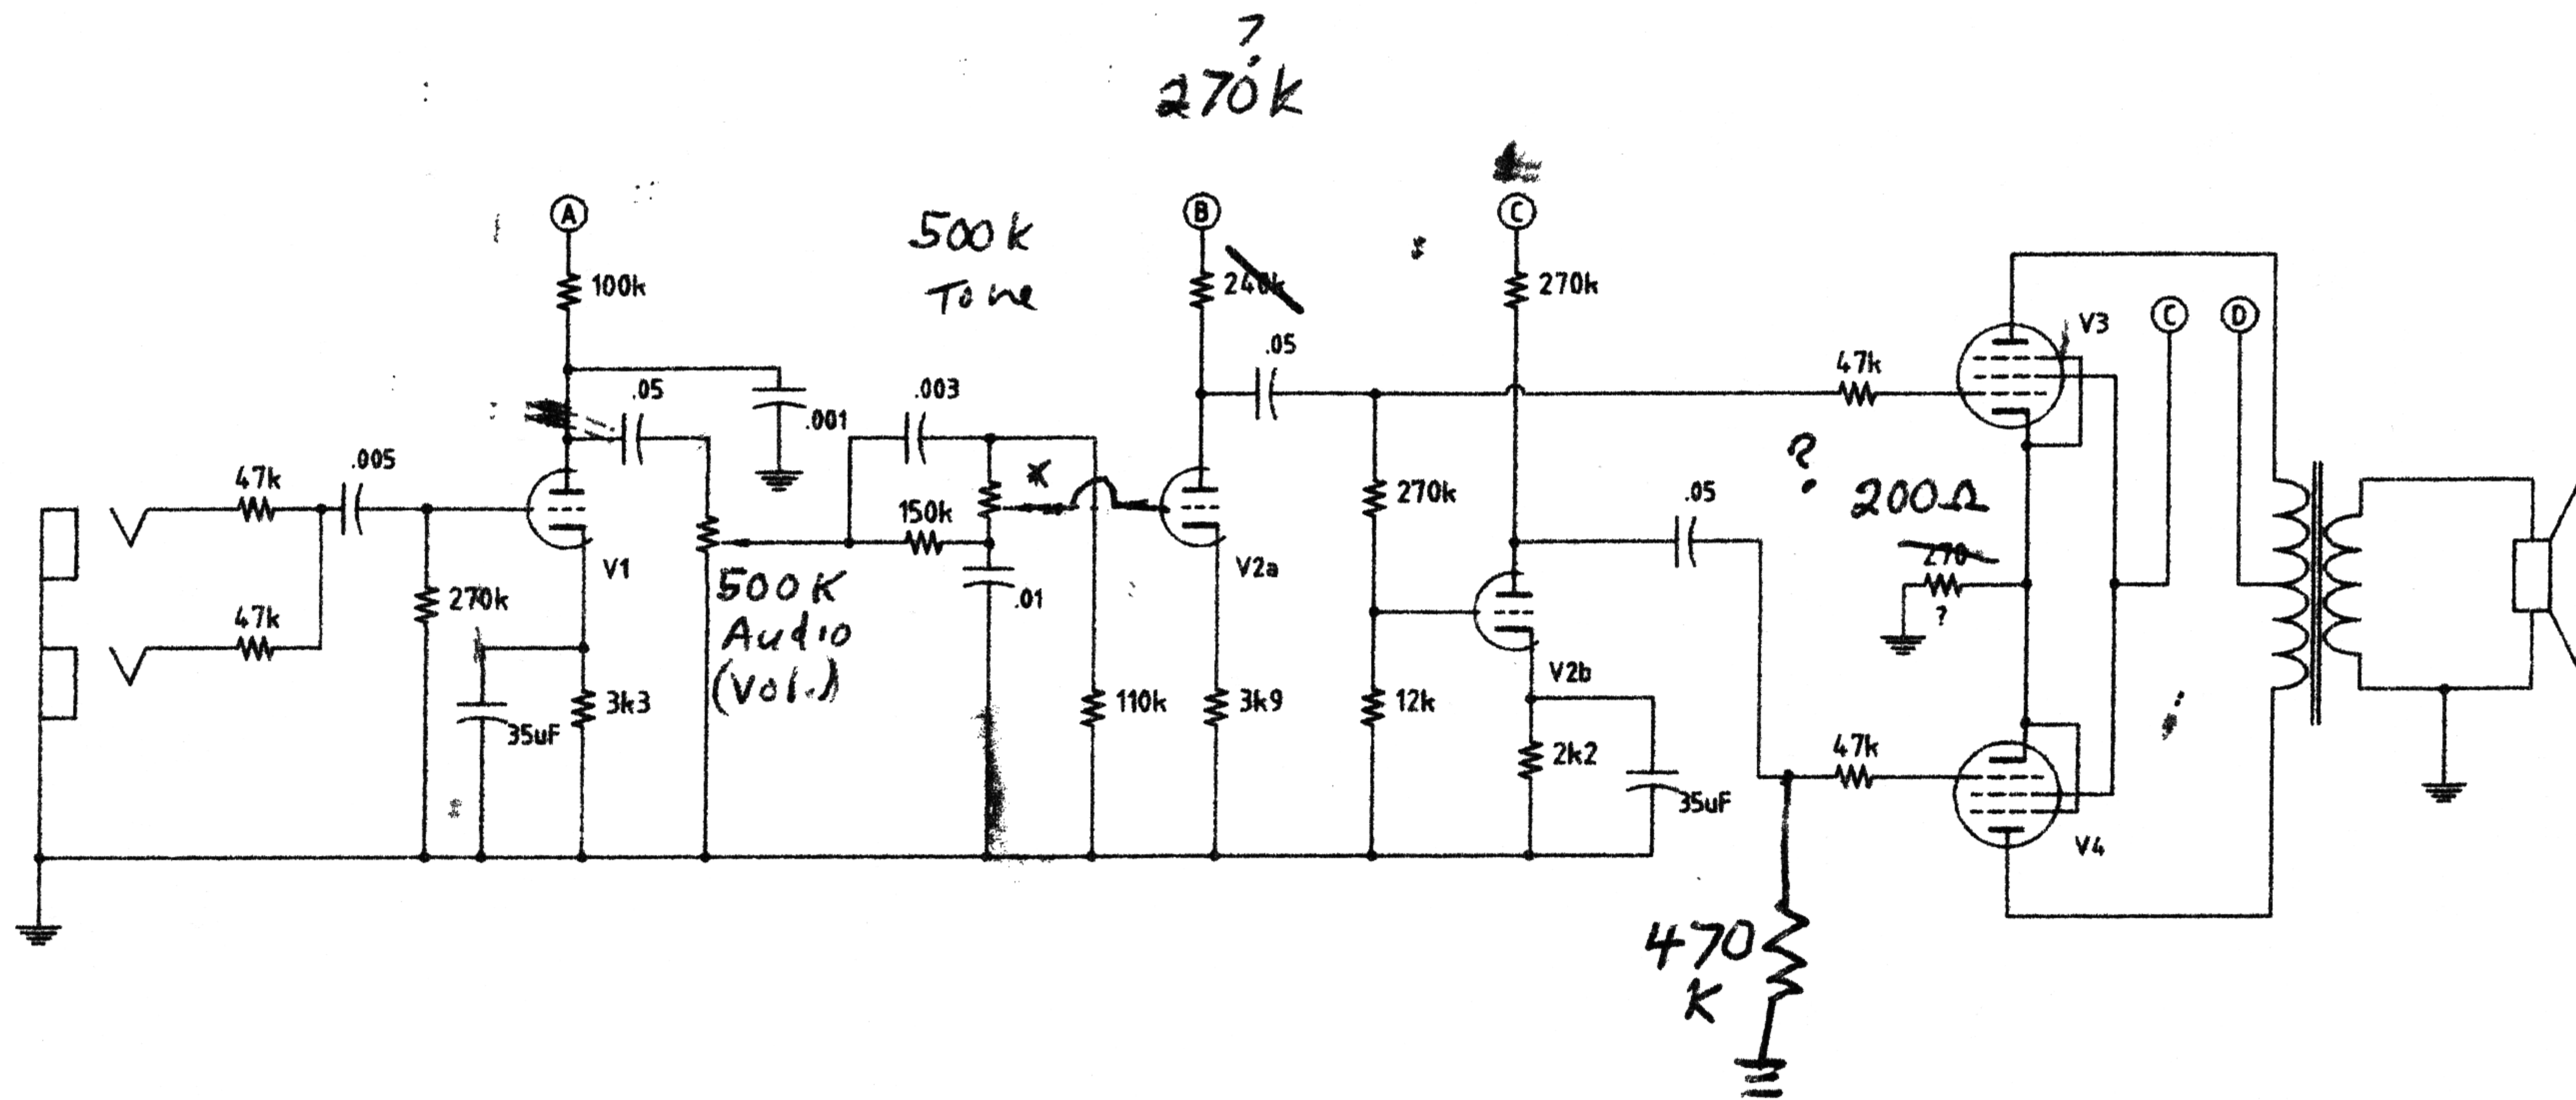 ?
270k
A
B
C
500k
Tone
100k
240k
270k
C
D
V3
.05
.003
.001
.05
47k
*
47k
.005
270k
.05
?
200Ω
270
?
150k
V1
500K
Audio
(Vol.)
.01
V2a
47k
270k
V2b
3k3
35uF
110k
3k9
12k
2k2
35uF
47k
V4
470
K